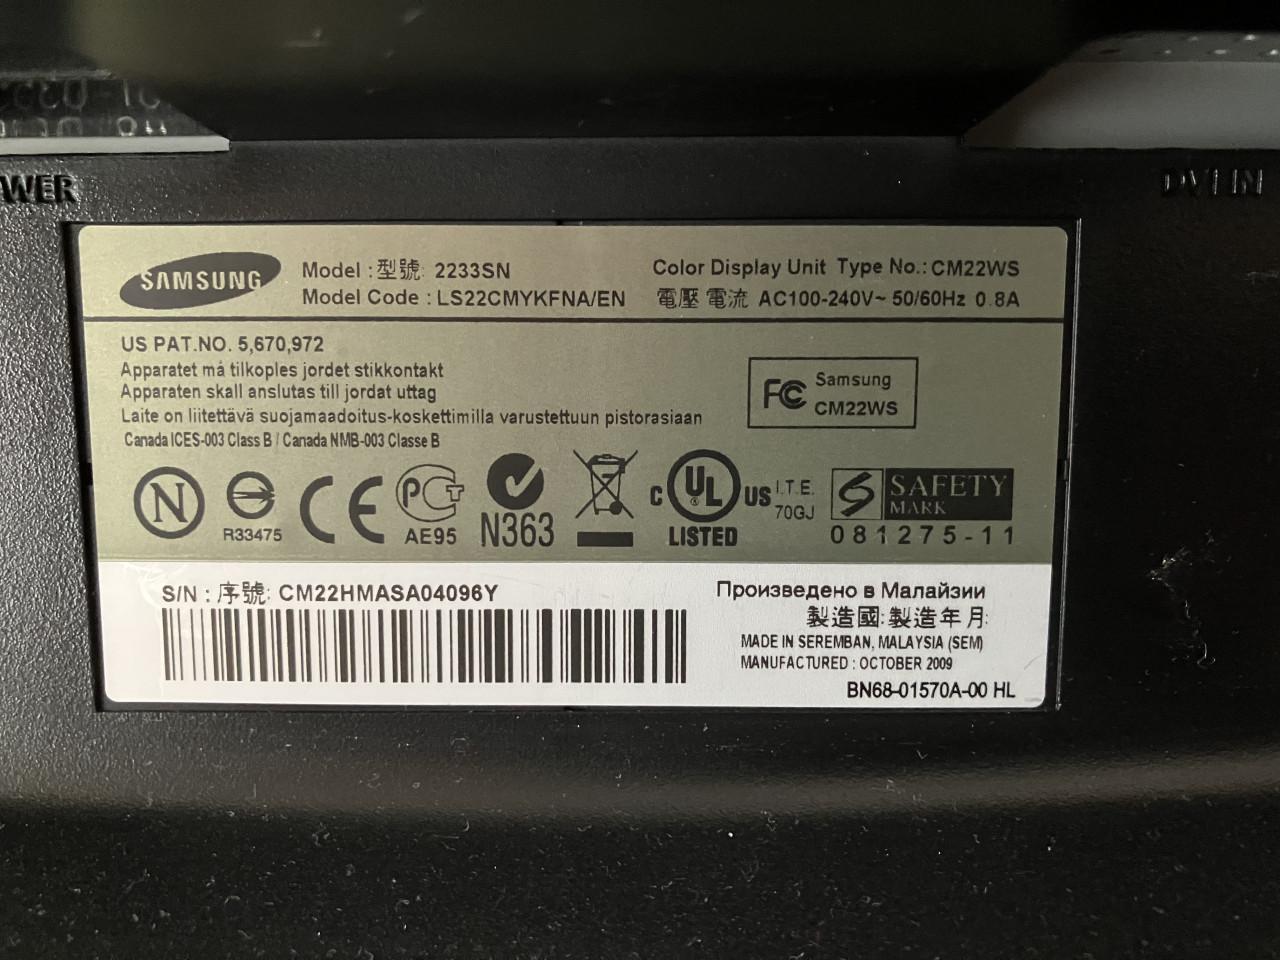 WER
DVI IN
SAMSUNG
Model : 型號: 2233SN
Model Code : LS22CMYKFNA/EN
Color Display Unit Type No.: CM22WS
電壓 電流 AC100-240V~ 50/60Hz 0.8A
US PAT.NO. 5,670,972
Apparatet må tilkoples jordet stikkontakt
Apparaten skall anslutas till jordat uttag
Laite on liitettävä suojamaadoitus-koskettimilla varustettuun pistorasiaan
Canada ICES-003 Class B / Canada NMB-003 Classe B
FC Samsung
CM22WS
N
R33475
CE
PCT
AE95
N363
C UL US
LISTED
I.T.E.
70GJ
S SAFETY
MARK
081275-11
S/N : 序號: CM22HMASA04096Y
Произведено в Малайзии
製造國: 製造年月:
MADE IN SEREMBAN, MALAYSIA (SEM)
MANUFACTURED : OCTOBER 2009
BN68-01570A-00 HL